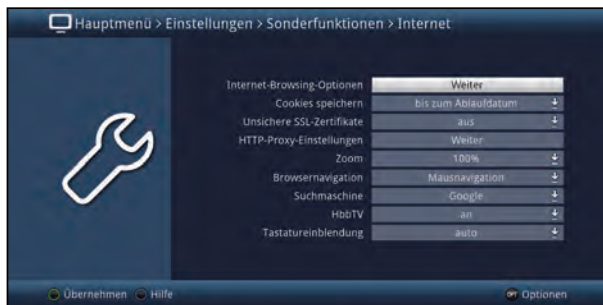 Hauptmenü > Einstellungen > Sonderfunktionen > Internet
Internet-Browsing-Optionen Weiter
Cookies speichern bis zum Ablaufdatum
Unsichere SSL-Zertifikate aus
HTTP-Proxy-Einstellungen Weiter
Zoom 100%
Browsernavigation Mausnavigation
Suchmaschine Google
HbbTV an
Tastatureinblendung auto
Übernehmen Hilfe OPT Optionen